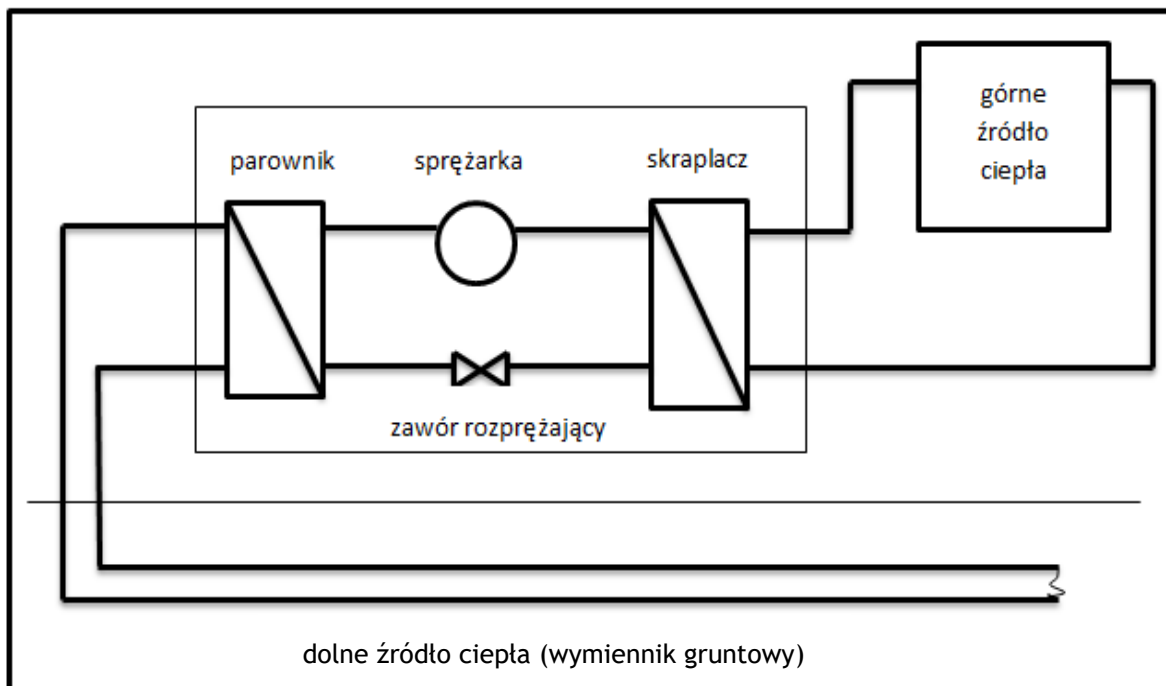 górne
źródło
ciepła
parownik
sprężarka
skraplacz
zawór rozprężający
dolne źródło ciepła (wymiennik gruntowy)